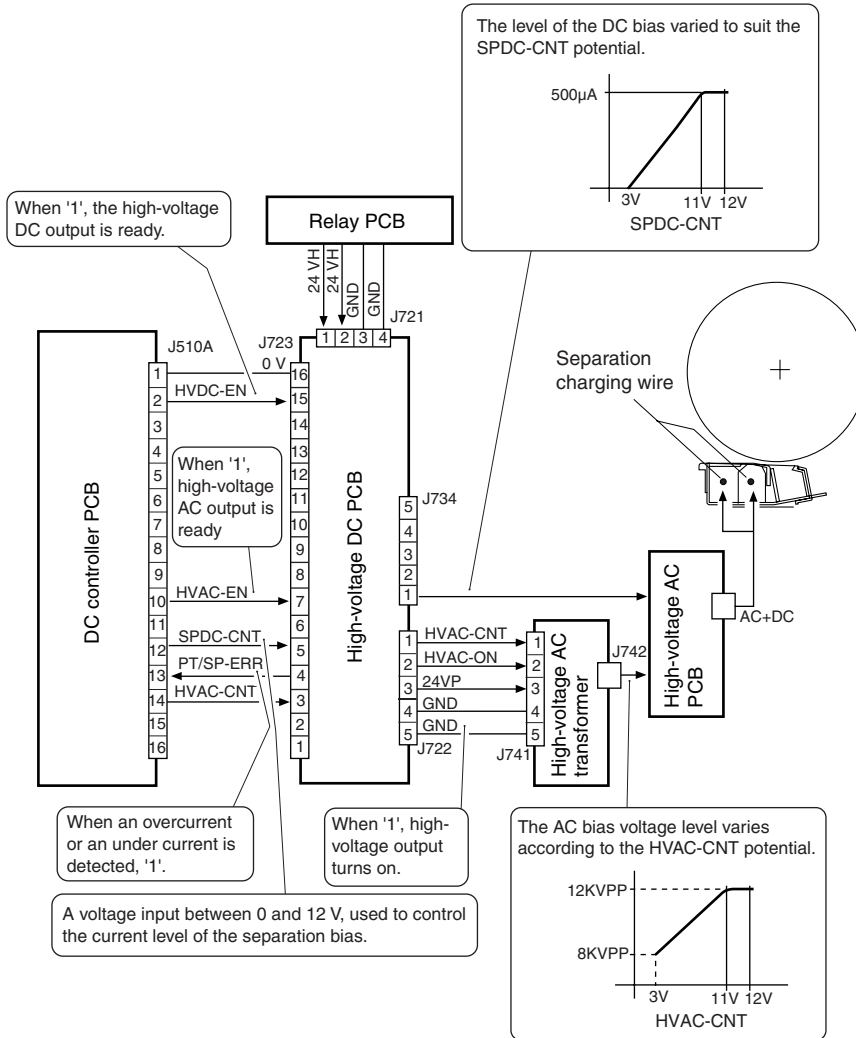 The level of the DC bias varied to suit the
SPDC-CNT potential.
500µA
3V
11V
12V
SPDC-CNT
When '1', the high-voltage
DC output is ready.
Relay PCB
24 VH
24 VH
GND
GND
J721
1 2 3 4
J510A
J723
0 V
DC controller PCB
1
2
3
4
5
6
7
8
9
10
11
12
13
14
15
16
HVDC-EN
When '1',
high-voltage
AC output is
ready
HVAC-EN
SPDC-CNT
PT/SP-ERR
HVAC-CNT
16
15
14
13
12
11
10
9
8
7
6
5
4
3
2
1
High-voltage DC PCB
J734
5
4
3
2
1
1
2
3
4
5
J722
HVAC-CNT
HVAC-ON
24VP
GND
GND
1
2
3
4
5
J741
High-voltage AC
transformer
J742
High-voltage AC
PCB
AC+DC
Separation
charging wire
When an overcurrent
or an under current is
detected, '1'.
When '1', high-
voltage output
turns on.
A voltage input between 0 and 12 V, used to control
the current level of the separation bias.
The AC bias voltage level varies
according to the HVAC-CNT potential.
12KVPP
8KVPP
3V
11V
12V
HVAC-CNT